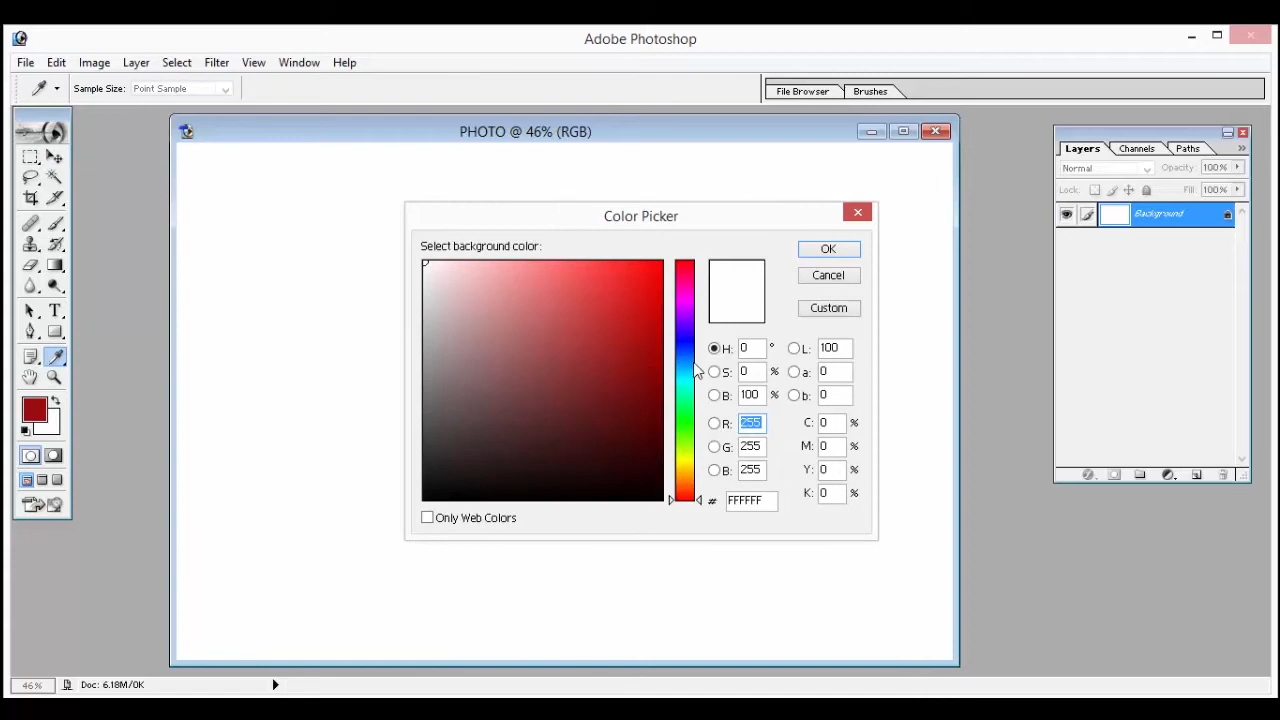 Adobe Photoshop
File Edit Image Layer Select Filter View Window Help
Sample Size: Point Sample
File Browser Brushes
PHOTO @ 46% (RGB)
Layers Channels Paths
Normal Opacity: 100%
Lock: Fill: 100%
Background
Color Picker
Select background color:
OK
Cancel
Custom
H: 0 ° L: 100
S: 0 % a: 0
B: 100 % b: 0
R: 255 C: 0 %
G: 255 M: 0 %
B: 255 Y: 0 %
K: 0 %
# FFFFFF
Only Web Colors
T
46% Doc: 6.18M/0K